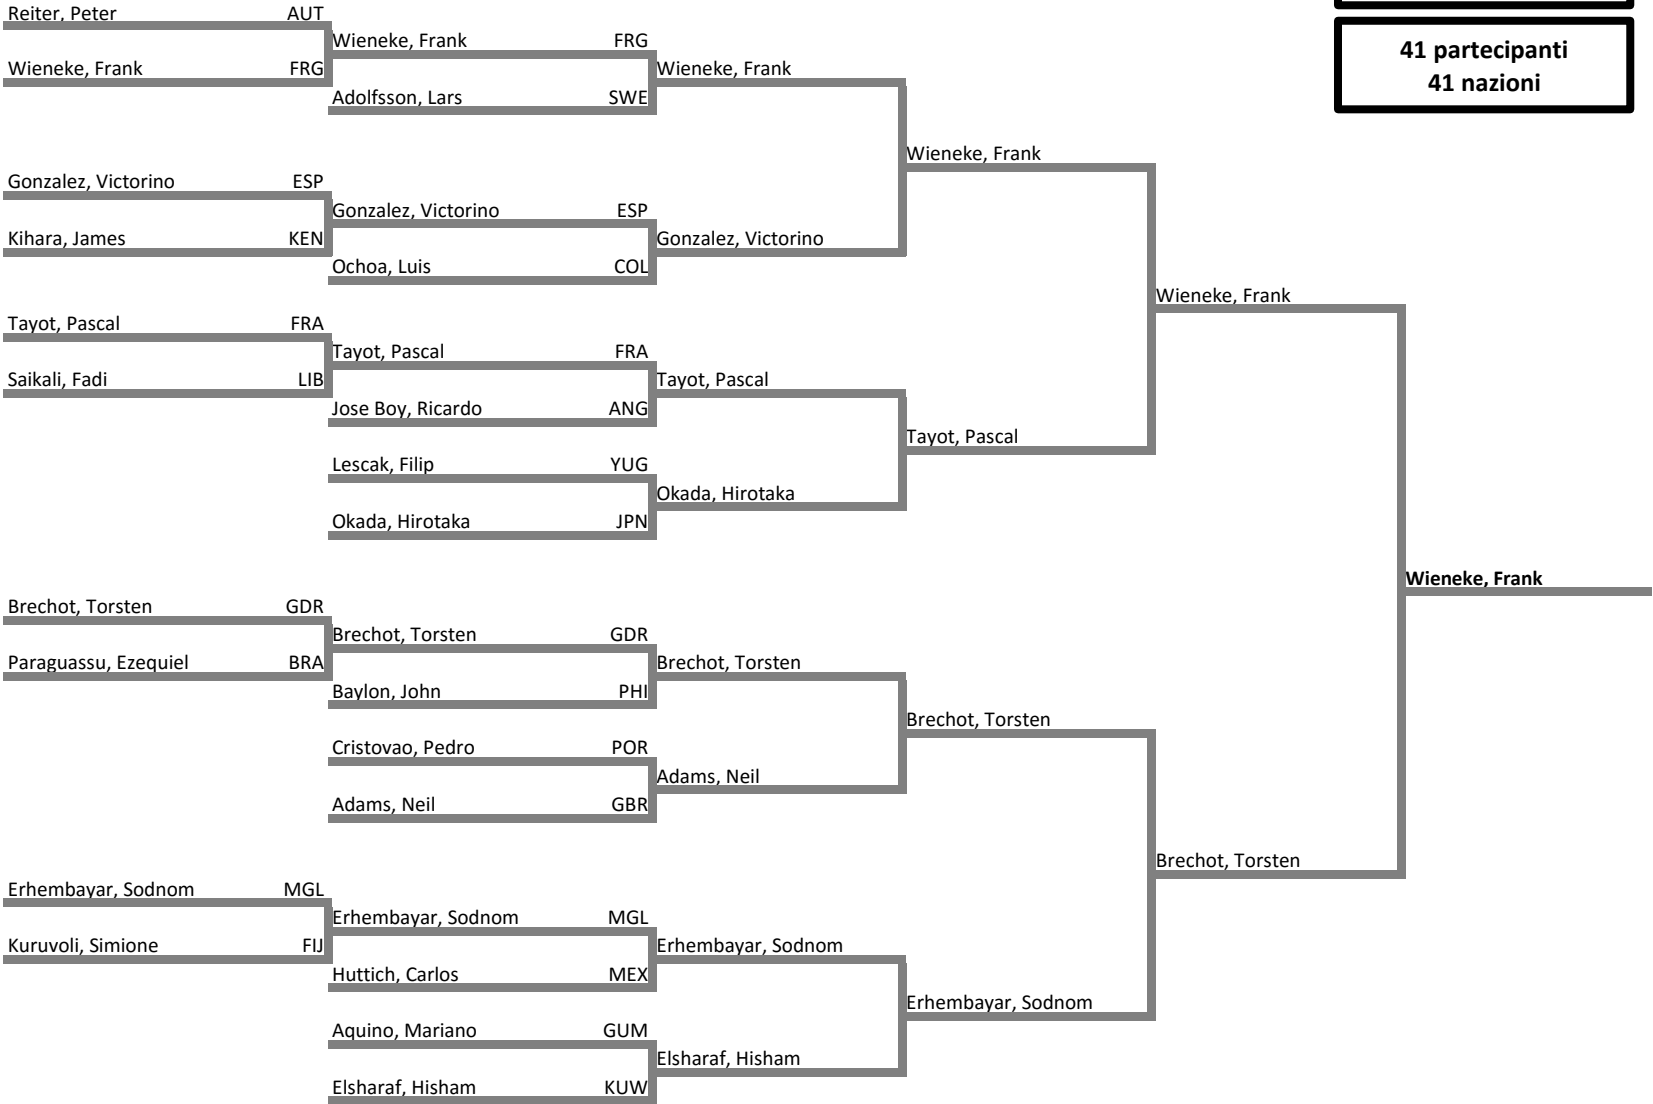 Reiter, Peter AUT
Wieneke, Frank FRG
41 partecipanti
Wieneke, Frank FRG
Wieneke, Frank
41 nazioni
Adolfsson, Lars SWE
Wieneke, Frank
Gonzalez, Victorino ESP
Gonzalez, Victorino ESP
Kihara, James KEN
Gonzalez, Victorino
Ochoa, Luis COL
Wieneke, Frank
Tayot, Pascal FRA
Tayot, Pascal FRA
Saikali, Fadi LIB
Tayot, Pascal
Jose Boy, Ricardo ANG
Tayot, Pascal
Lescak, Filip YUG
Okada, Hirotaka
Okada, Hirotaka JPN
Wieneke, Frank
Brechot, Torsten GDR
Brechot, Torsten GDR
Paraguassu, Ezequiel BRA
Brechot, Torsten
Baylon, John PHI
Brechot, Torsten
Cristovao, Pedro POR
Adams, Neil
Adams, Neil GBR
Brechot, Torsten
Erhembayar, Sodnom MGL
Erhembayar, Sodnom MGL
Kuruvoli, Simione FIJ
Erhembayar, Sodnom
Huttich, Carlos MEX
Erhembayar, Sodnom
Aquino, Mariano GUM
Elsharaf, Hisham
Elsharaf, Hisham KUW